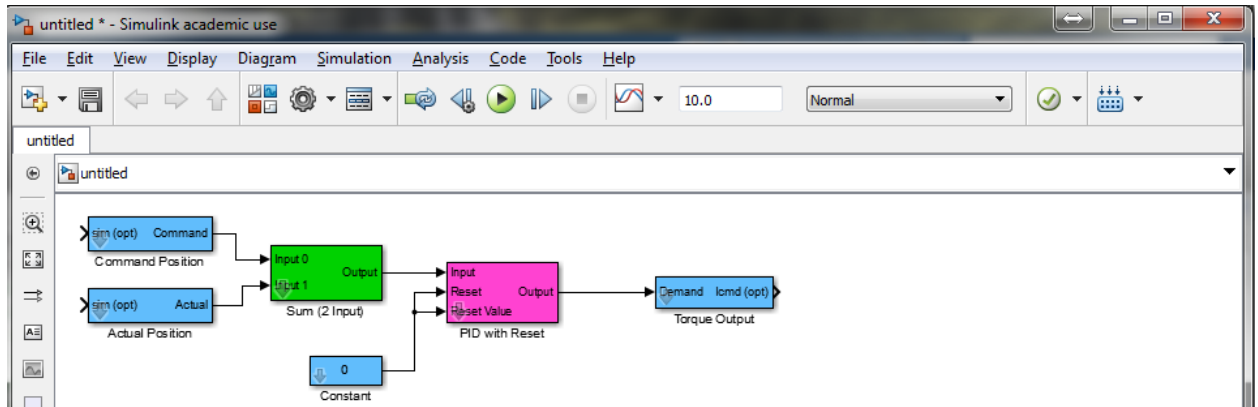 untitled * - Simulink academic use
File Edit View Display Diagram Simulation Analysis Code Tools Help
10.0 Normal
untitled
untitled
sim (opt) Command
Command Position
sim (opt) Actual
Actual Position
Input 0
Output
Input 1
Sum (2 Input)
Input
Reset Output
Reset Value
PID with Reset
Demand Icmd (opt)
Torque Output
0
Constant